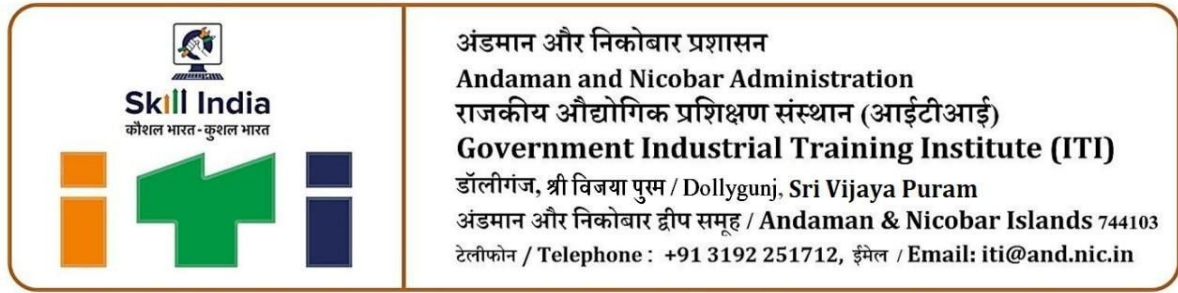 Skill India
कौशल भारत-कुशल भारत
iti
अंडमान और निकोबार प्रशासन
Andaman and Nicobar Administration
राजकीय औद्योगिक प्रशिक्षण संस्थान (आईटीआई)
Government Industrial Training Institute (ITI)
डॉलीगंज, श्री विजया पुरम / Dollygunj, Sri Vijaya Puram
अंडमान और निकोबार द्वीप समूह / Andaman & Nicobar Islands 744103
टेलीफोन / Telephone : +91 3192 251712, ईमेल / Email: iti@and.nic.in